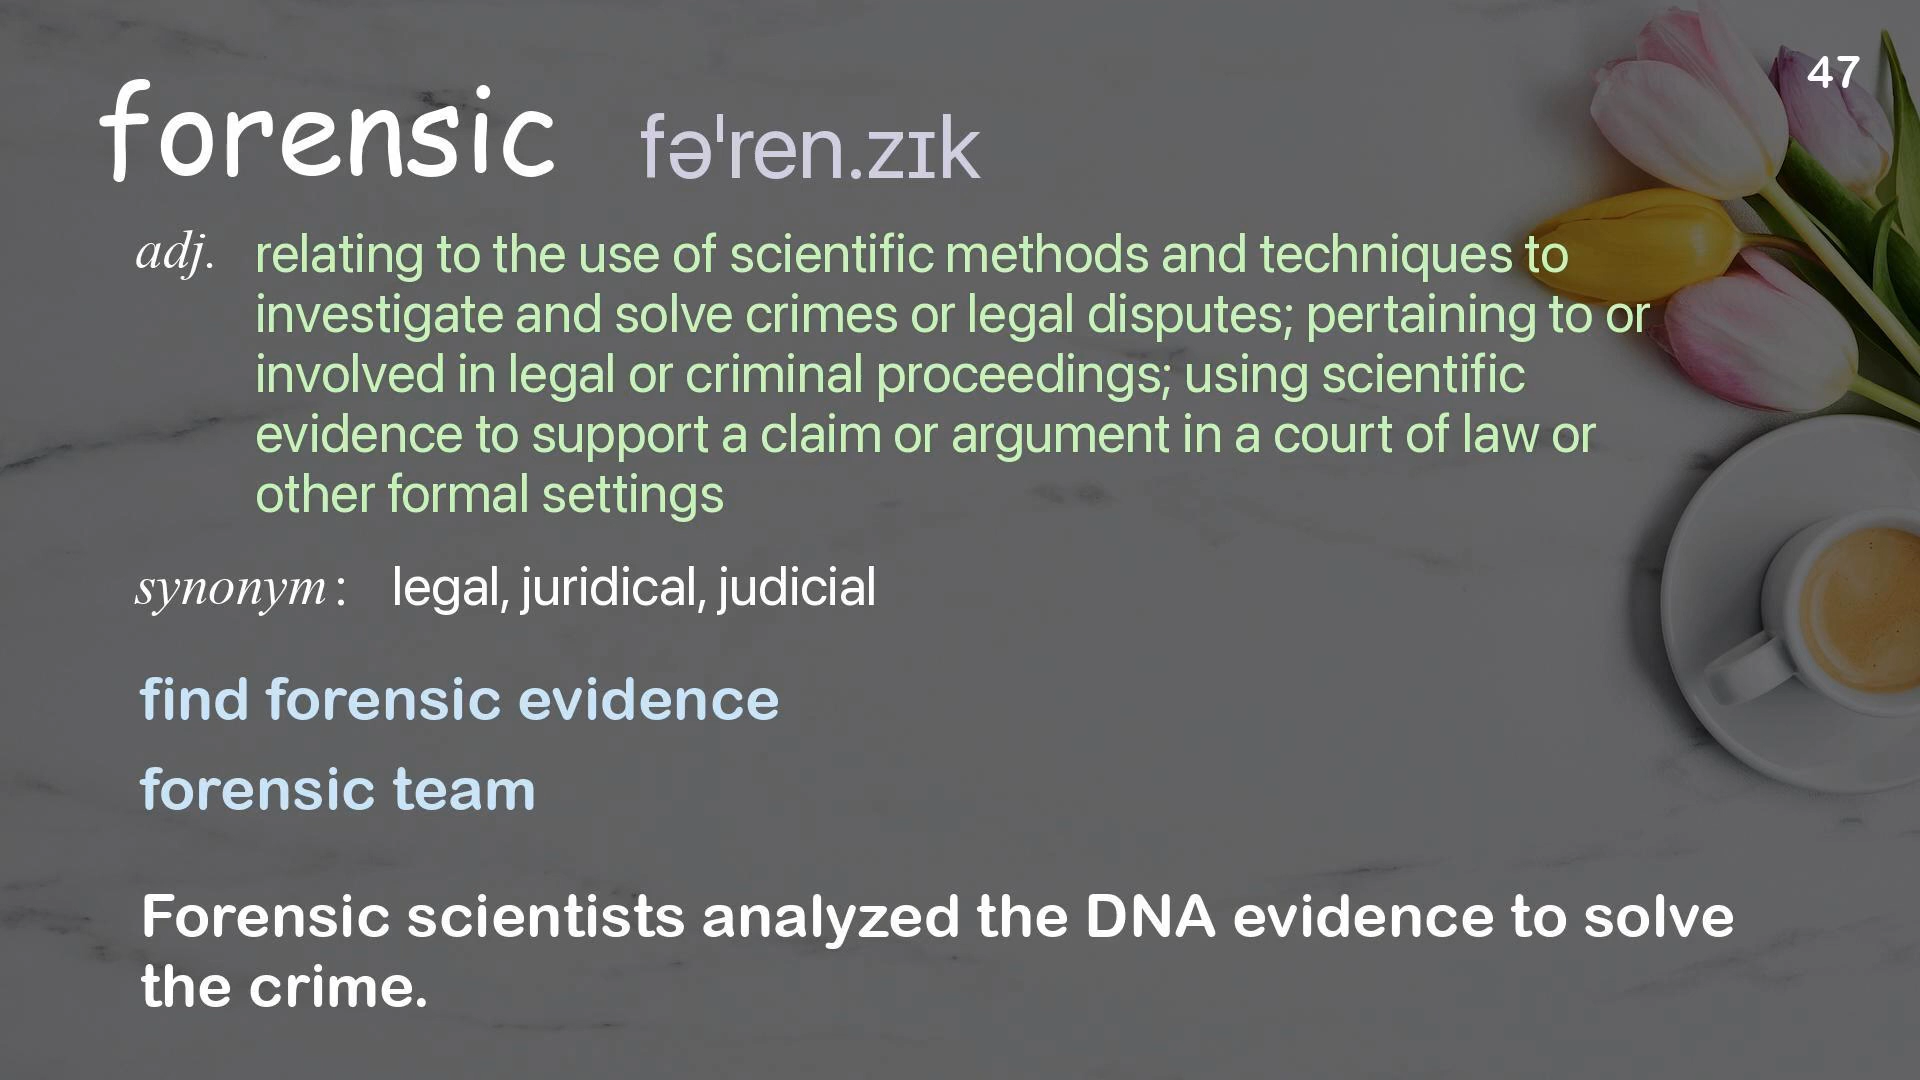 47
forensic fəˈren.zɪk
adj. relating to the use of scientific methods and techniques to
investigate and solve crimes or legal disputes; pertaining to or
involved in legal or criminal proceedings; using scientific
evidence to support a claim or argument in a court of law or
other formal settings
synonym: legal, juridical, judicial
find forensic evidence
forensic team
Forensic scientists analyzed the DNA evidence to solve
the crime.